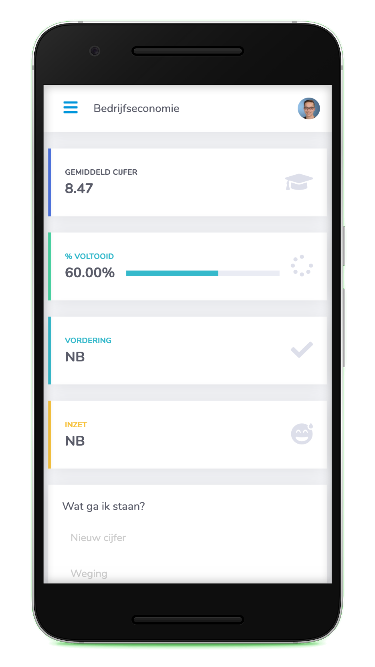 Bedrijfseconomie
GEMIDDELD CIJFER
8.47
% VOLTOOID
60.00%
VORDERING
NB
INZET
NB
Wat ga ik staan?
Nieuw cijfer
Weging